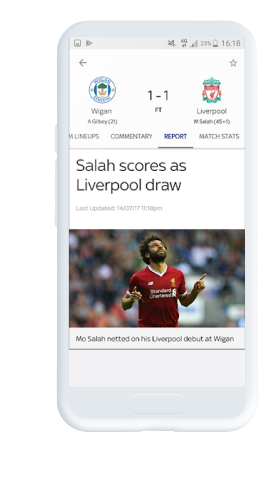 4G
23%
16:18
1-1
FT
Wigan
Liverpool
A Gibey (21)
M Salah (45+1)
M LINEUPS COMMENTARY REPORT MATCH STATS
Salah scores as
Liverpool draw
Last Updated: 14/07/17 11:18pm
Standard
Chartered
Mo Salah netted on his Liverpool debut at Wigan